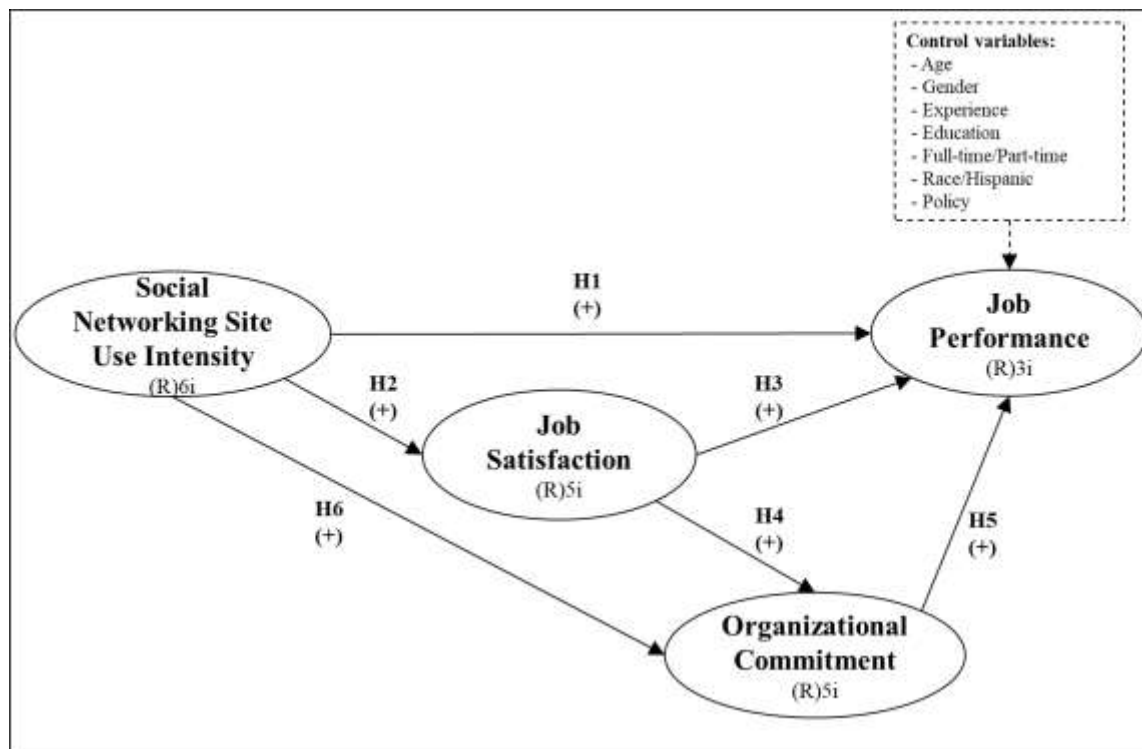 Control variables:
- Age
- Gender
- Experience
- Education
- Full-time/Part-time
- Race/Hispanic
- Policy
Social
Networking Site
Use Intensity
(R)6i
H1
(+)
Job
Performance
(R)3i
H2
(+)
H3
(+)
Job
Satisfaction
(R)5i
H6
(+)
H4
(+)
H5
(+)
Organizational
Commitment
(R)5i